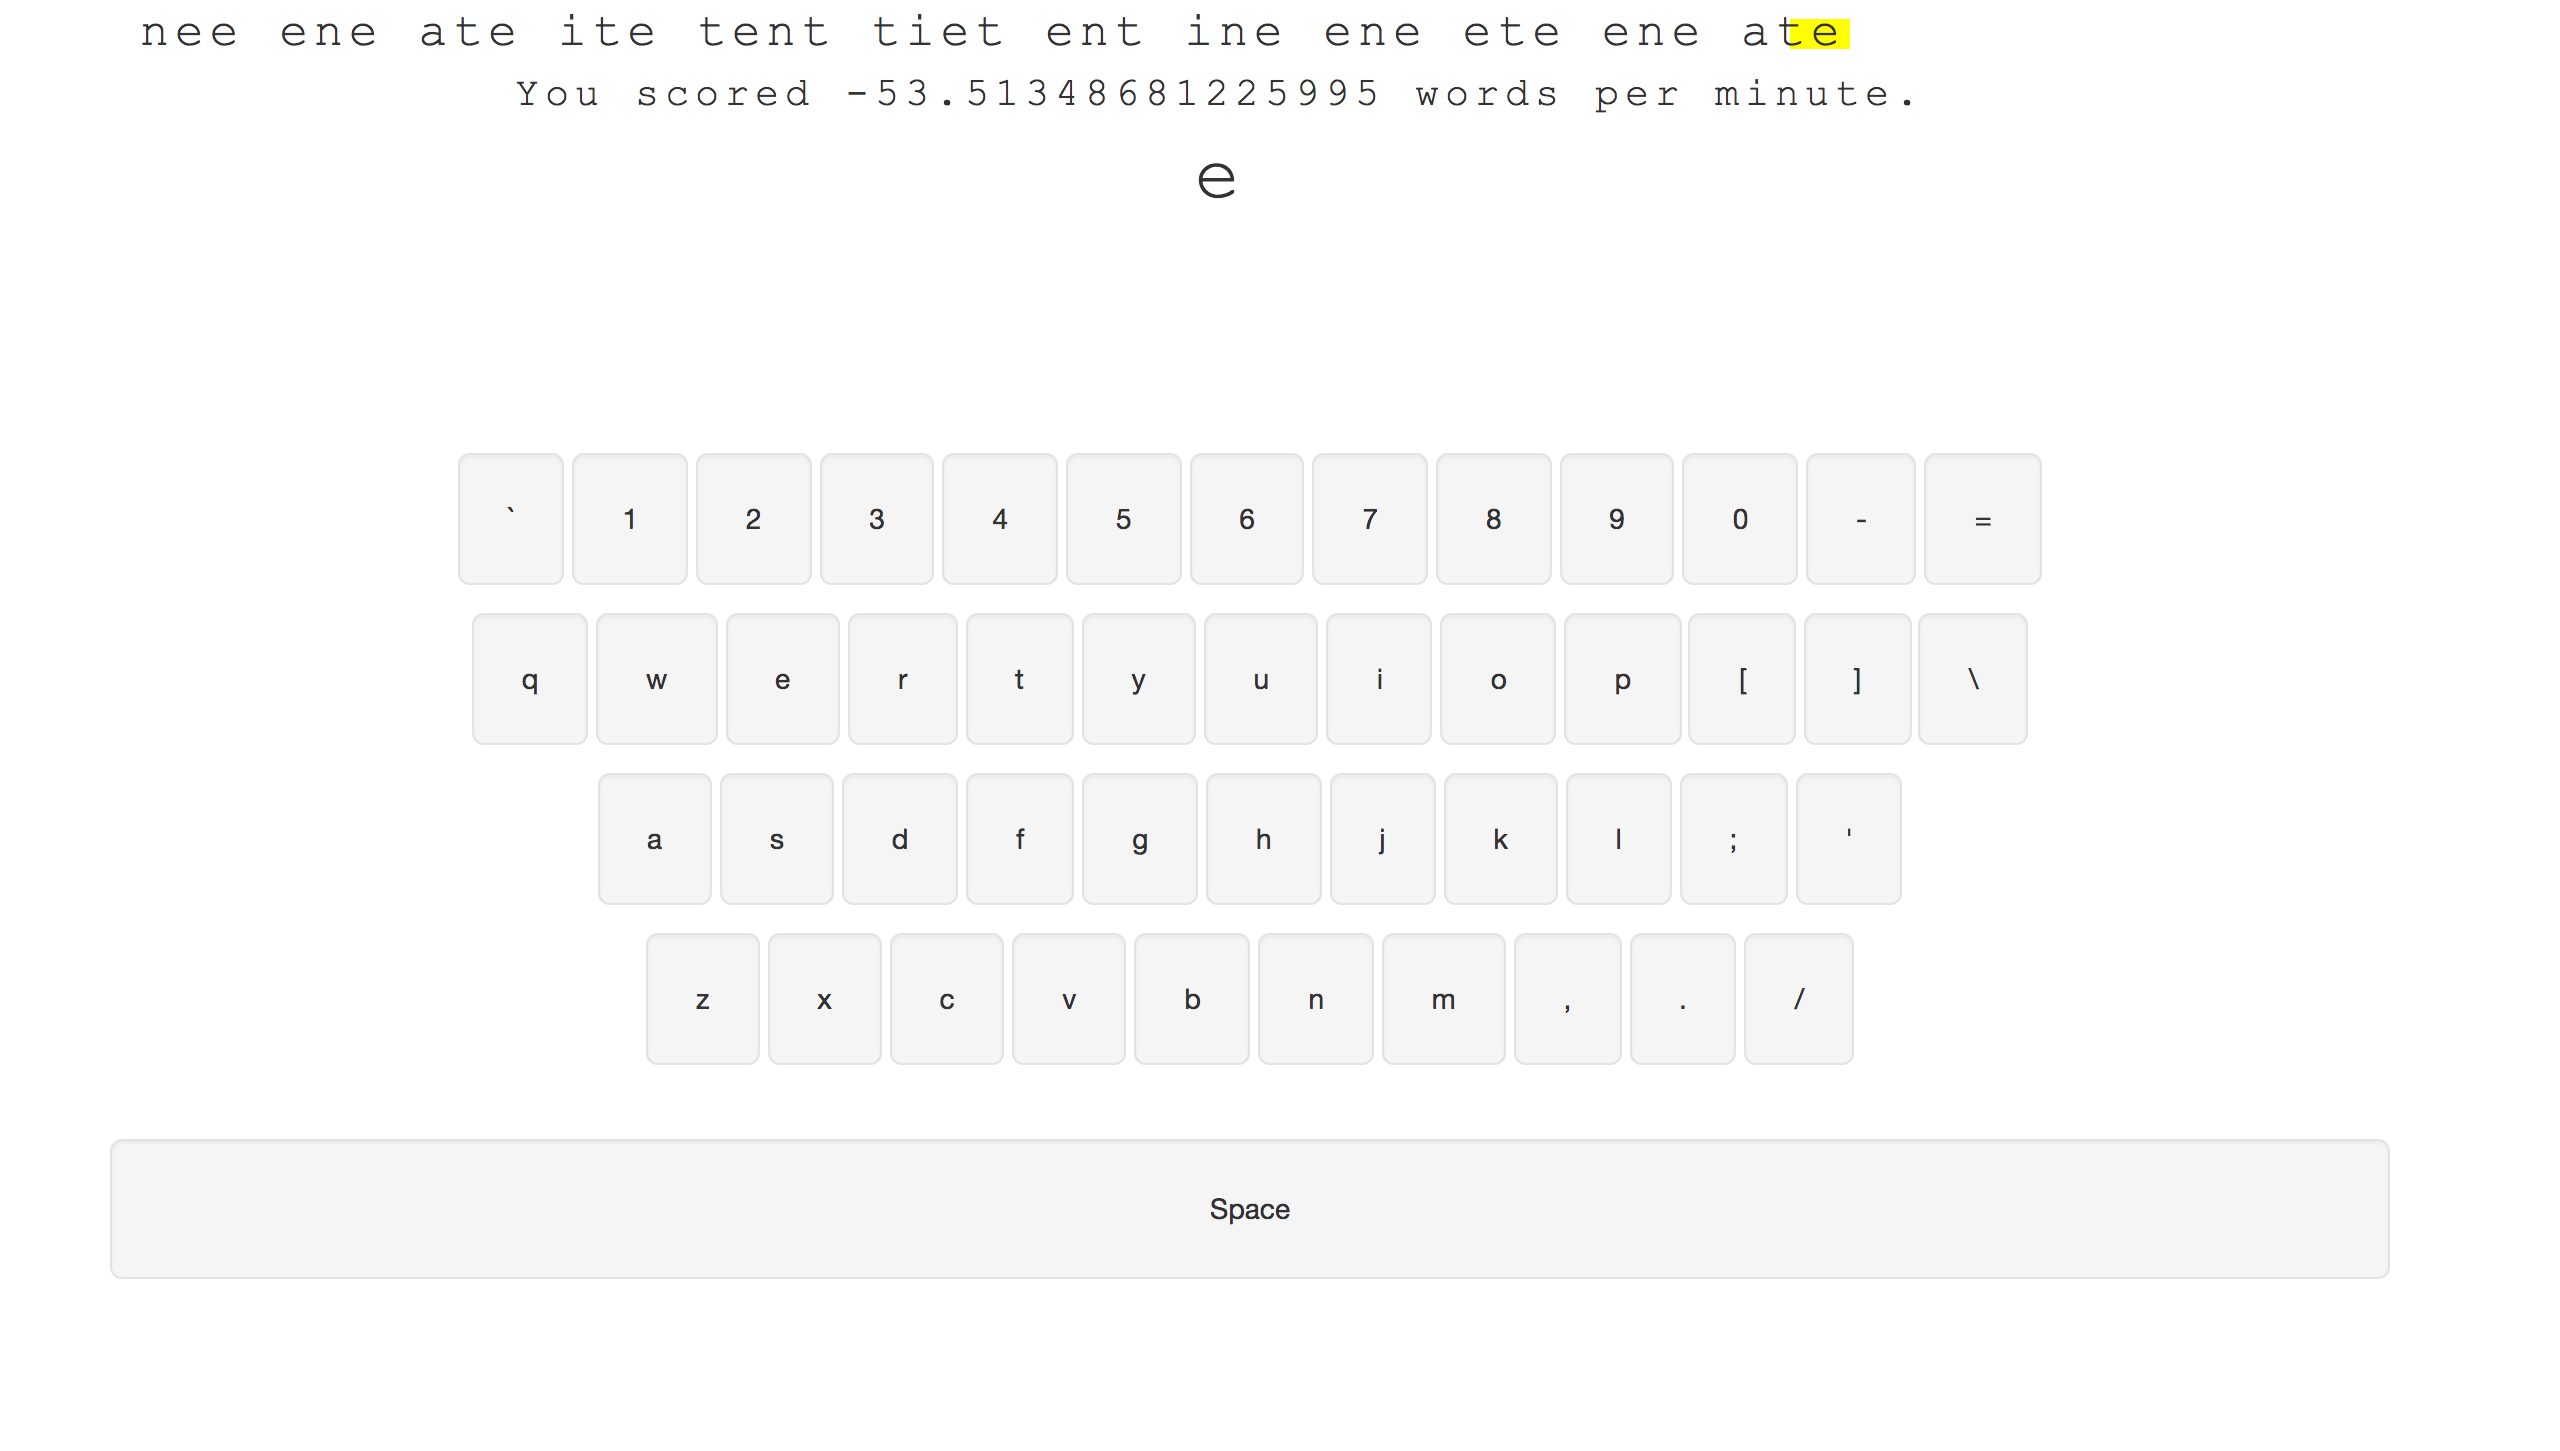 nee ene ate ite tent tiet ent ine ene ete ene ate
You scored -53.51348681225995 words per minute.
e
` 1 2 3 4 5 6 7 8 9 0 - =
q w e r t y u i o p [ ] \
a s d f g h j k l ; '
z x c v b n m , . /
Space